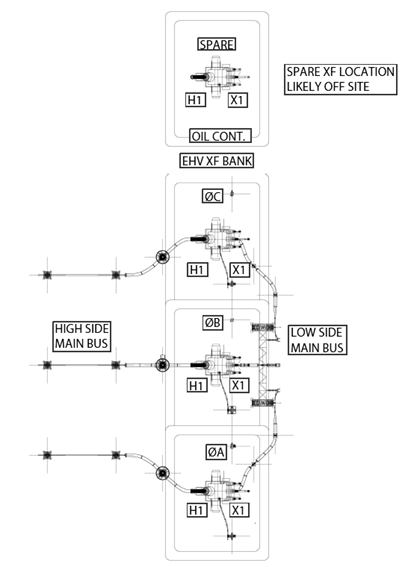 SPARE
H1 X1
SPARE XF LOCATION
LIKELY OFF SITE
OIL CONT.
EHV XF BANK
ØC
H1 X1
ØB
HIGH SIDE
MAIN BUS
LOW SIDE
MAIN BUS
H1 X1
ØA
H1 X1